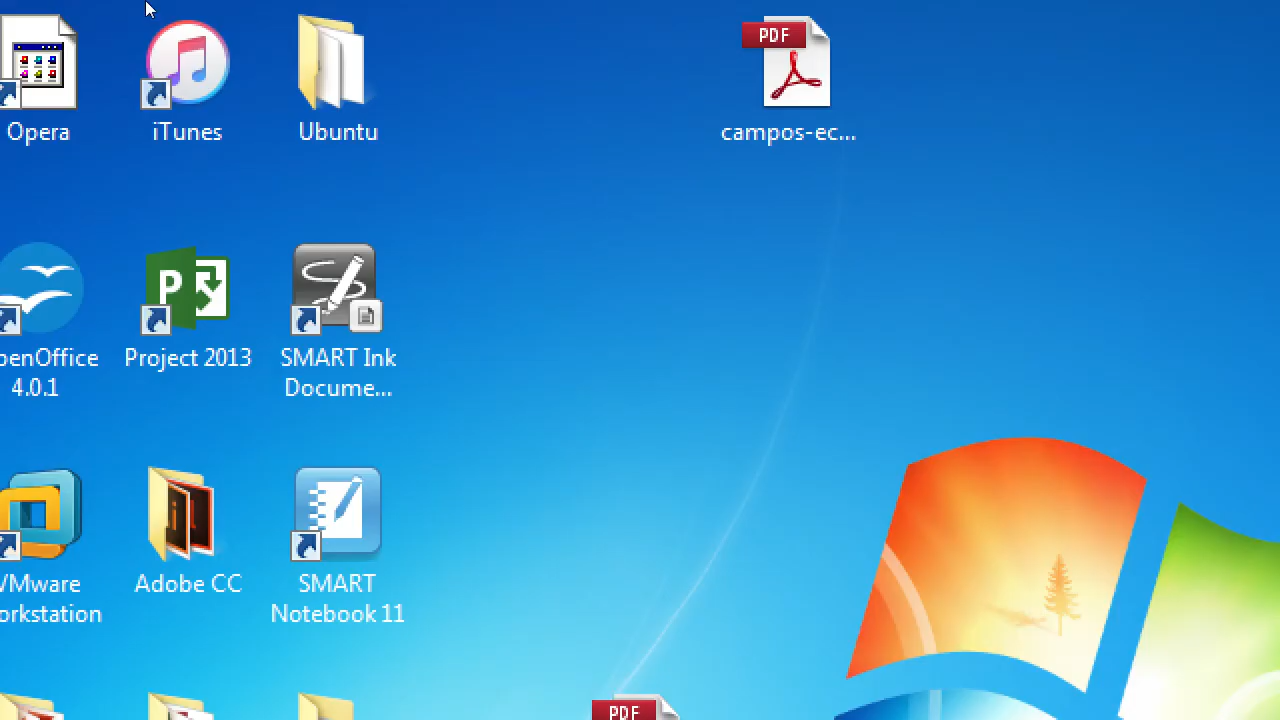 PDF
Opera
iTunes
Ubuntu
campos-ec...
P
penOffice
4.0.1
Project 2013
SMART Ink
Docume...
VMware
orkstation
Adobe CC
SMART
Notebook 11
PDF